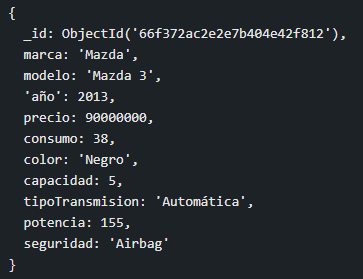 {
_id: ObjectId('66f372ac2e2e7b404e42f812'),
marca: 'Mazda',
modelo: 'Mazda 3',
'año': 2013,
precio: 90000000,
consumo: 38,
color: 'Negro',
capacidad: 5,
tipoTransmision: 'Automática',
potencia: 155,
seguridad: 'Airbag'
}